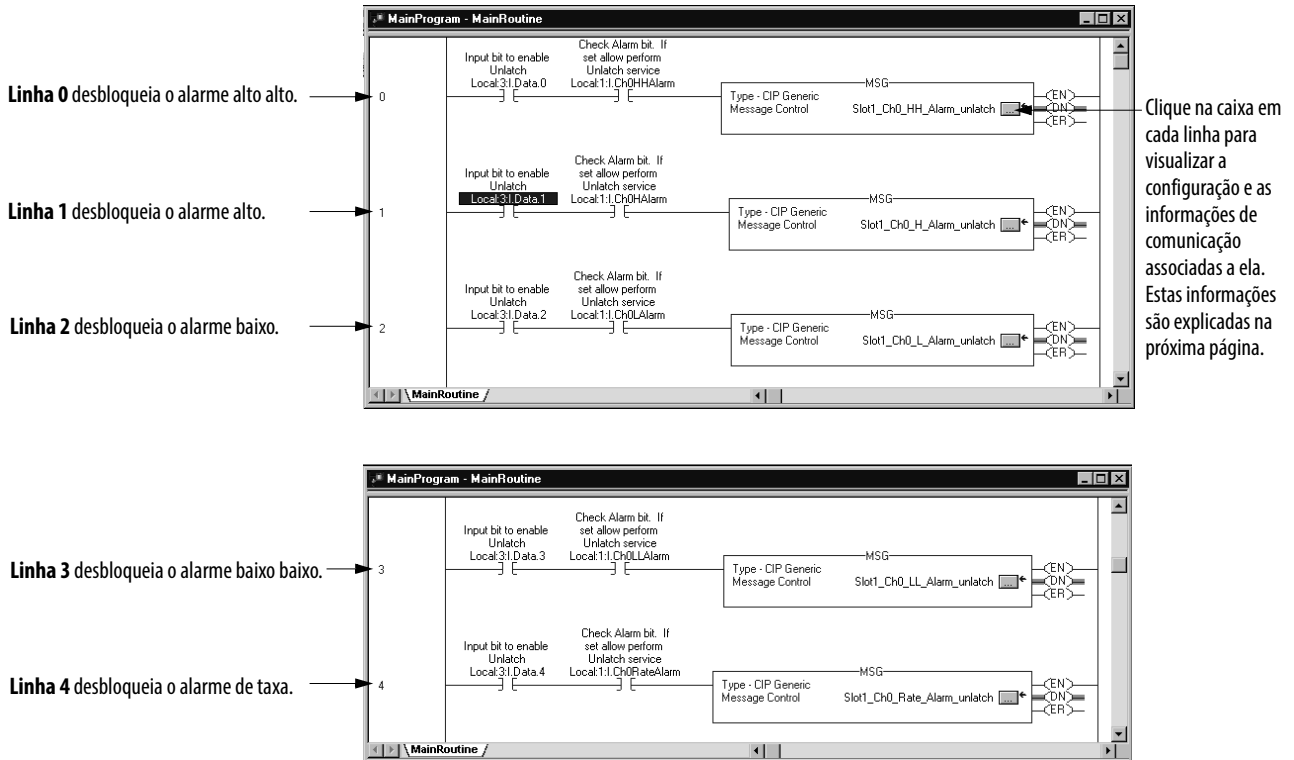 MainProgram - MainRoutine
Linha 0 desbloqueia o alarme alto alto.
0
Input bit to enable
Unlatch
Local:3:I.Data.0
Check Alarm bit. If
set allow perform
Unlatch service
Local:1:I.Ch0HHAlarm
MSG
Type - CIP Generic
Message Control
Slot1_Ch0_HH_Alarm_unlatch
...
EN
DN
ER
Linha 1 desbloqueia o alarme alto.
1
Input bit to enable
Unlatch
Local:3:I.Data.1
Check Alarm bit. If
set allow perform
Unlatch service
Local:1:I.Ch0HAlarm
MSG
Type - CIP Generic
Message Control
Slot1_Ch0_H_Alarm_unlatch
...
EN
DN
ER
Linha 2 desbloqueia o alarme baixo.
2
Input bit to enable
Unlatch
Local:3:I.Data.2
Check Alarm bit. If
set allow perform
Unlatch service
Local:1:I.Ch0LAlarm
MSG
Type - CIP Generic
Message Control
Slot1_Ch0_L_Alarm_unlatch
...
EN
DN
ER
MainRoutine
Clique na caixa em
cada linha para
visualizar a
configuração e as
informações de
comunicação
associadas a ela.
Estas informações
são explicadas na
próxima página.
MainProgram - MainRoutine
Linha 3 desbloqueia o alarme baixo baixo.
3
Input bit to enable
Unlatch
Local:3:I.Data.3
Check Alarm bit. If
set allow perform
Unlatch service
Local:1:I.Ch0LLAlarm
MSG
Type - CIP Generic
Message Control
Slot1_Ch0_LL_Alarm_unlatch
...
EN
DN
ER
Linha 4 desbloqueia o alarme de taxa.
4
Input bit to enable
Unlatch
Local:3:I.Data.4
Check Alarm bit. If
set allow perform
Unlatch service
Local:1:I.Ch0RateAlarm
MSG
Type - CIP Generic
Message Control
Slot1_Ch0_Rate_Alarm_unlatch
...
EN
DN
ER
MainRoutine